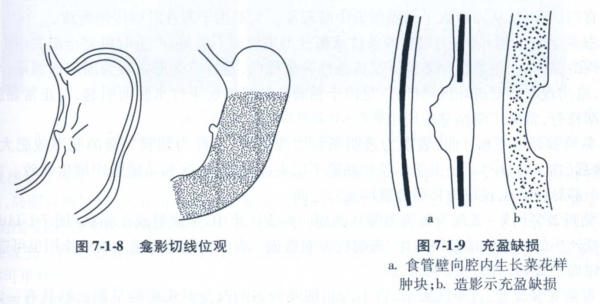 a
b
图 7-1-8 龛影切线位观
图 7-1-9 充盈缺损
a. 食管壁向腔内生长菜花样
肿块;b. 造影示充盈缺损